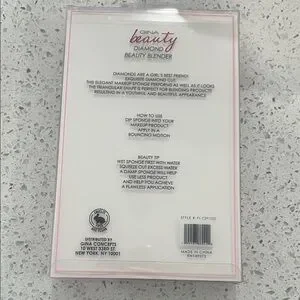 GINA
beauty
DIAMOND
BEAUTY BLENDER
DIAMONDS ARE A GIRL'S BEST FRIEND
EXQUISITE DIAMOND CUT
THIS ELEGANT MAKEUP SPONGE PERFORMS AS WELL AS IT LOOKS
THE TRIANGULAR SHAPE IS PERFECT FOR BLENDING PRODUCTS
RESULTING IN A YOUTHFUL AND BEAUTIFUL APPEARANCE
HOW TO USE
DIP SPONGE INTO YOUR
MAKEUP PRODUCT
APPLY IN A
BOUNCING MOTION
BEAUTY TIP
WET SPONGE FIRST WITH WATER
SQUEEZE OUT EXCESS WATER
A DAMP SPONGE WILL HELP
USE LESS PRODUCT
AND HELP YOU ACHIEVE
A FLAWLESS APPLICATION
DISTRIBUTED BY
GINA CONCEPTS
10 WEST 33RD ST.
NEW YORK, NY 10001
STYLE #
MADE IN CHINA